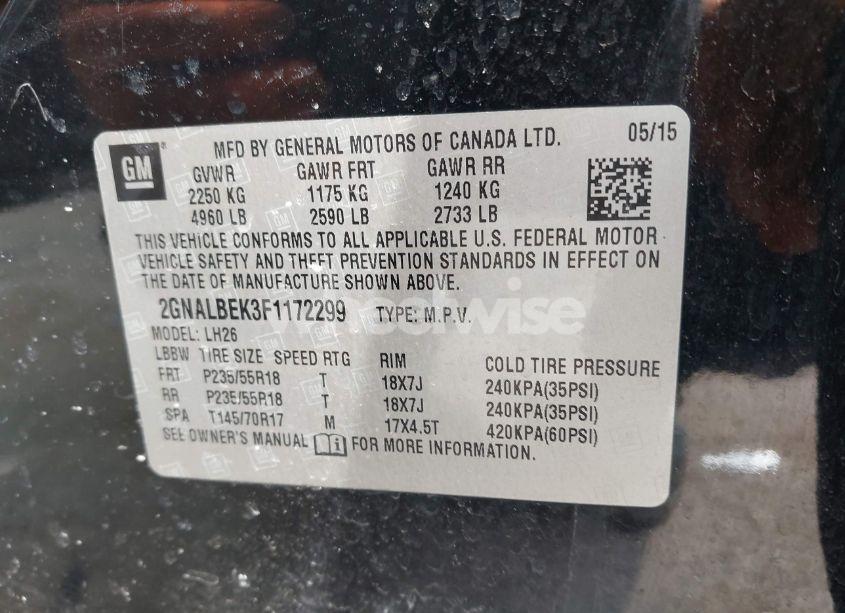 GM
MFD BY GENERAL MOTORS OF CANADA LTD. 05/15
GVWR GAWR FRT GAWR RR
2250 KG 1175 KG 1240 KG
4960 LB 2590 LB 2733 LB
THIS VEHICLE CONFORMS TO ALL APPLICABLE U.S. FEDERAL MOTOR
VEHICLE SAFETY AND THEFT PREVENTION STANDARDS IN EFFECT ON
THE DATE OF MANUFACTURE SHOWN ABOVE.
2GNALBEK3F1172299 TYPE: M.P.V.
MODEL: LH26
LBBW TIRE SIZE SPEED RTG RIM COLD TIRE PRESSURE
FRT P235/55R18 T 18X7J 240KPA(35PSI)
RR P235/55R18 T 18X7J 240KPA(35PSI)
SPA T145/70R17 M 17X4.5T 420KPA(60PSI)
SEE OWNER'S MANUAL FOR MORE INFORMATION.